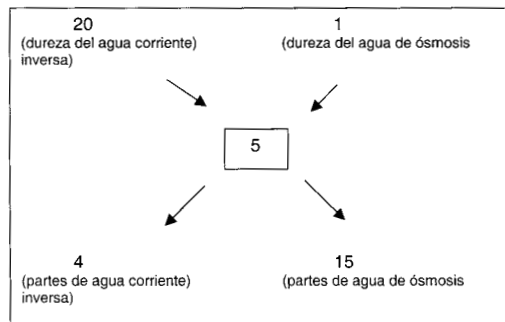 20 1
(dureza del agua corriente) (dureza del agua de ósmosis
inversa)
5
4 15
(partes de agua corriente) (partes de agua de ósmosis
inversa)